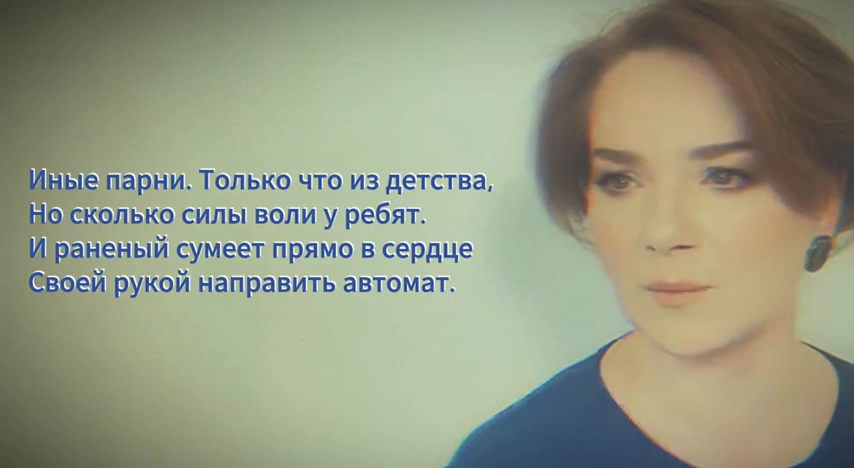 Иные парни. Только что из детства,
Но сколько силы воли у ребят.
И раненый сумеет прямо в сердце
Своей рукой направить автомат.